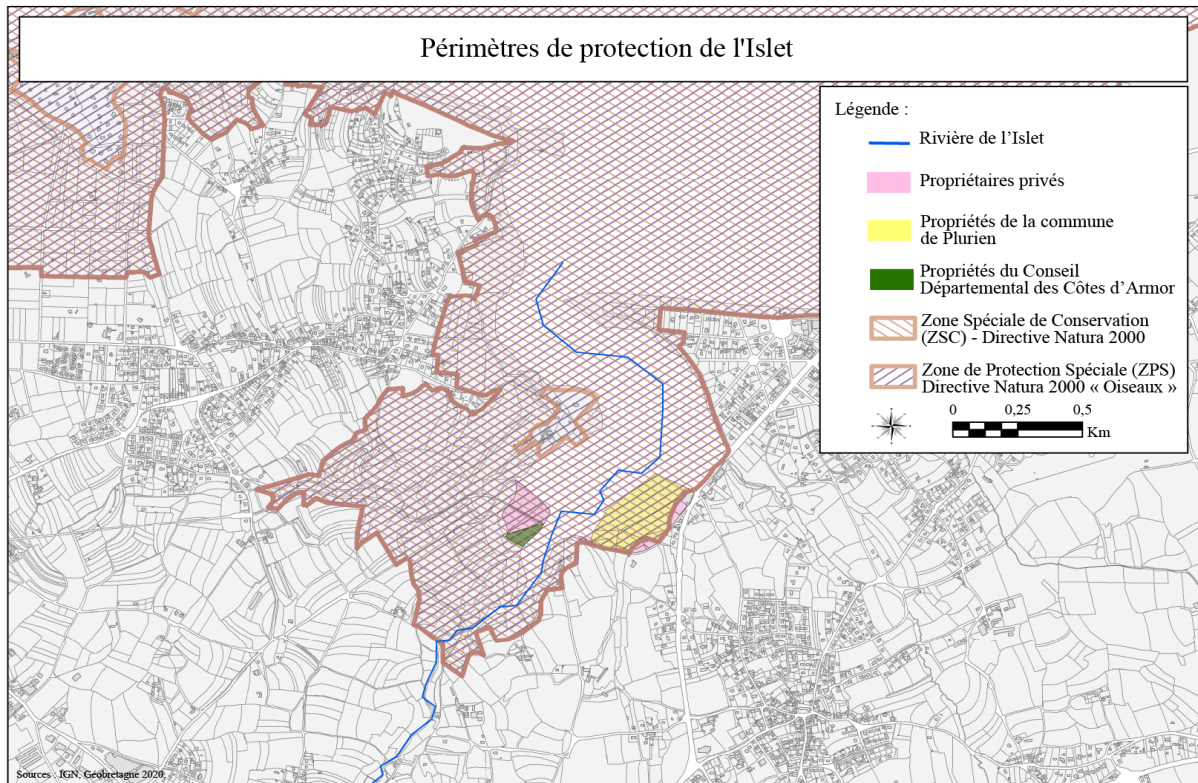 Périmètres de protection de l'Islet
Légende :
Rivière de l’Islet
Propriétaires privés
Propriétés de la commune
de Plurien
Propriétés du Conseil
Départemental des Côtes d’Armor
Zone Spéciale de Conservation
(ZSC) - Directive Natura 2000
Zone de Protection Spéciale (ZPS)
Directive Natura 2000 « Oiseaux »
0 0,25 0,5
Km
Sources : IGN, Géobretagne 2020